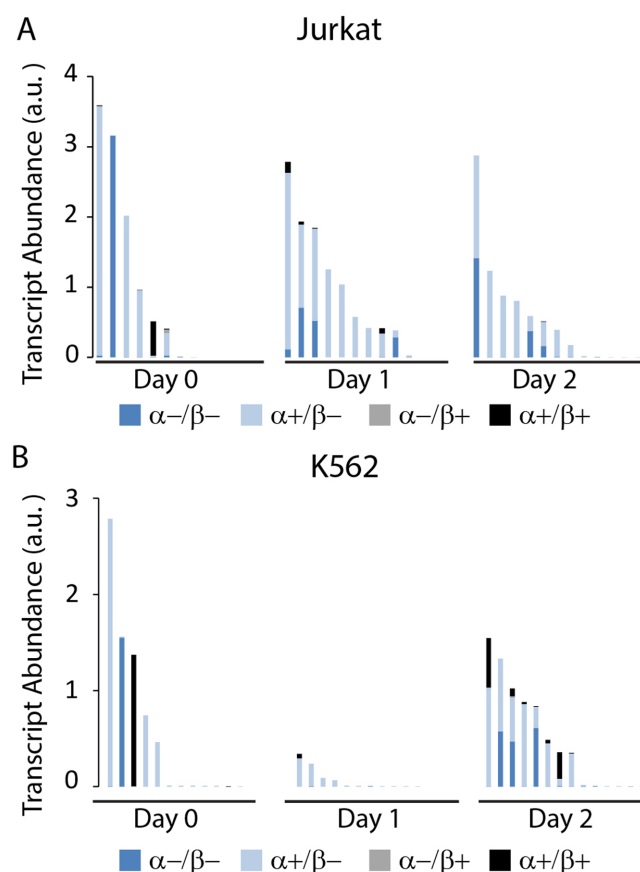 A
Jurkat
Transcript Abundance (a.u.)
4
3
2
1
0
Day 0 Day 1 Day 2
α−/β− α+/β− α−/β+ α+/β+
B
K562
Transcript Abundance (a.u.)
3
2
1
0
Day 0 Day 1 Day 2
α−/β− α+/β− α−/β+ α+/β+